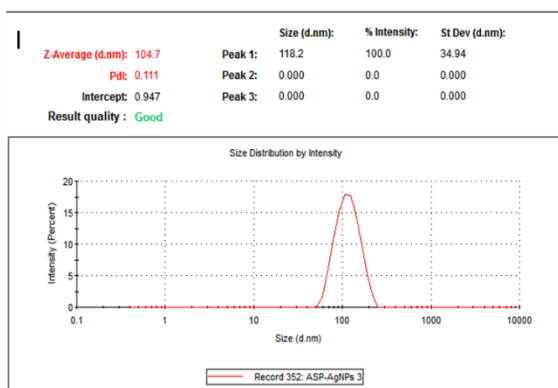 Size (d.nm): % Intensity: St Dev (d.nm):
Z-Average (d.nm): 104.7 Peak 1: 118.2 100.0 34.94
PdI: 0.111 Peak 2: 0.000 0.0 0.000
Intercept: 0.947 Peak 3: 0.000 0.0 0.000
Result quality : Good
Size Distribution by Intensity
Intensity (Percent)
20
15
10
5
0
0.1 1 10 100 1000 10000
Size (d.nm)
Record 352: ASP-AgNPs 3